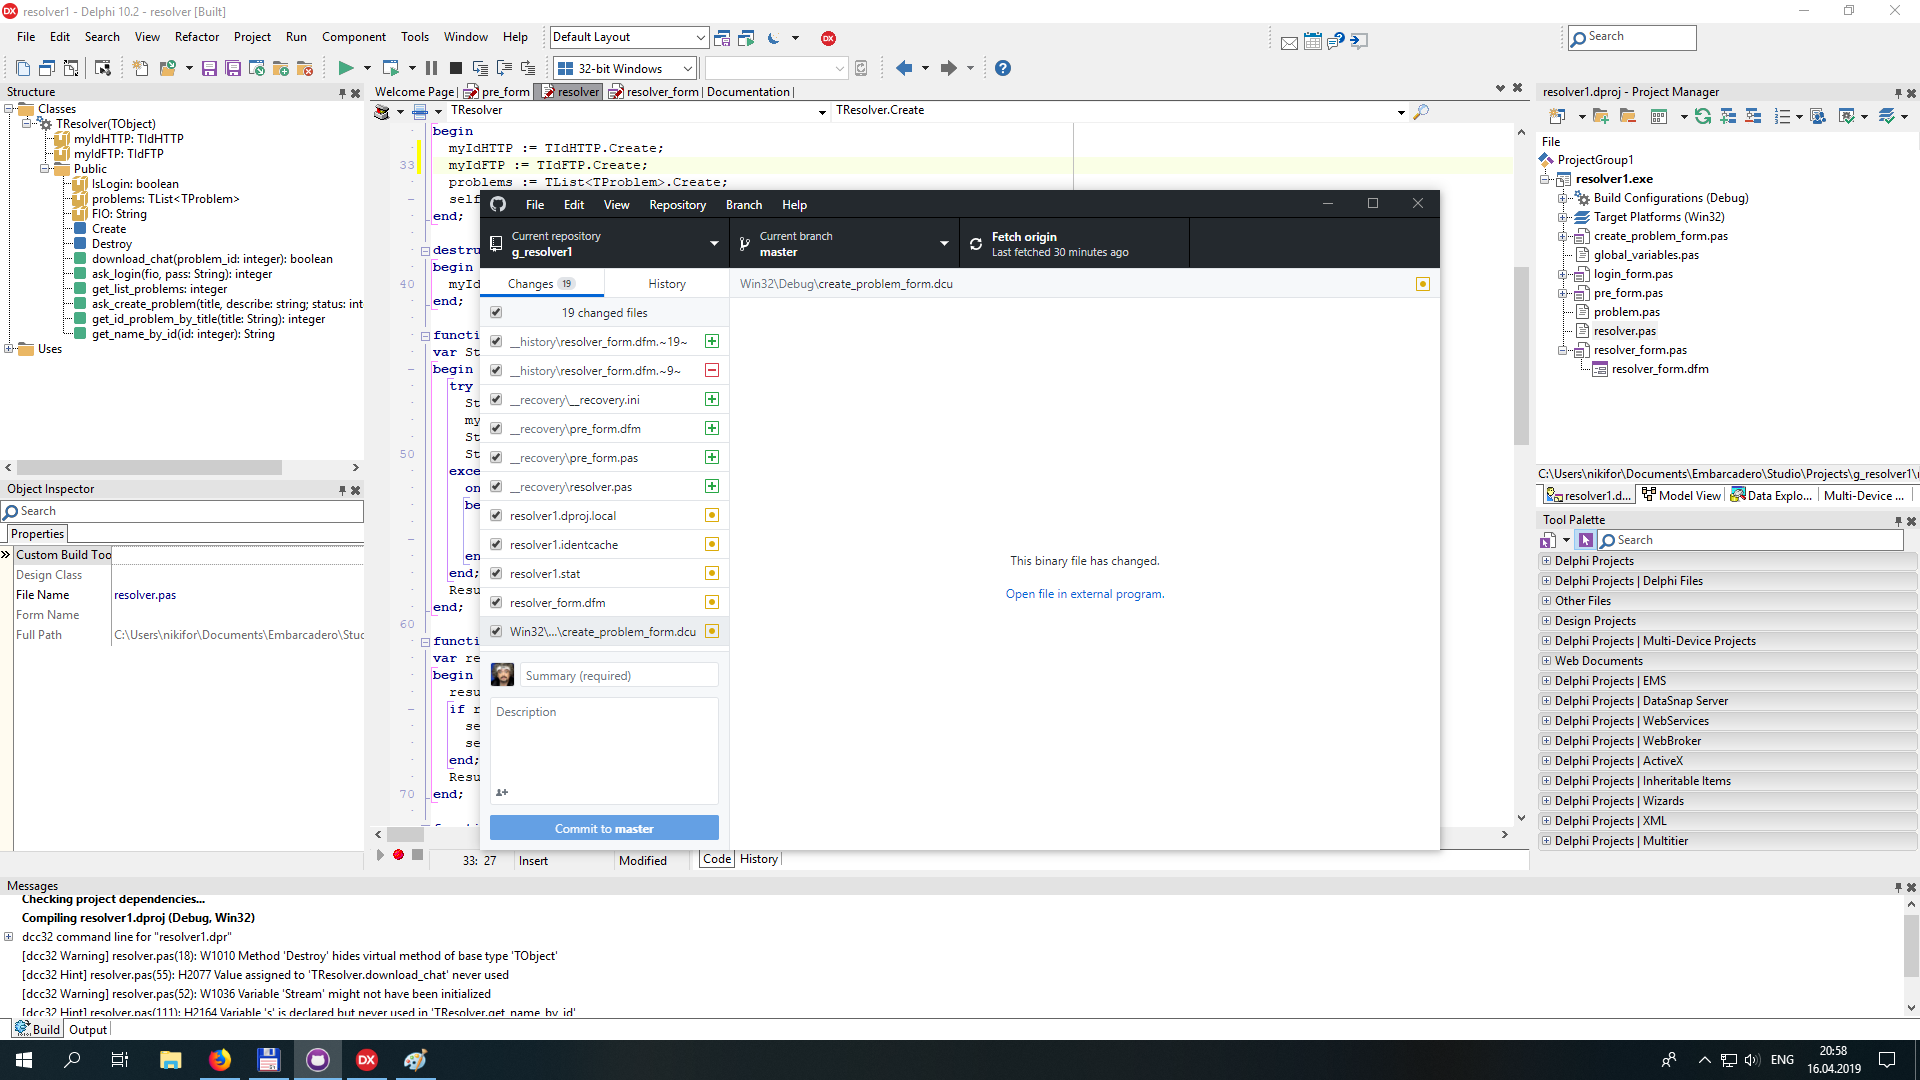 resolver1 - Delphi 10.2 - resolver [Built]
File Edit Search View Refactor Project Run Component Tools Window Help
Default Layout
Search
32-bit Windows
Structure
Classes
TResolver(TObject)
myIdHTTP: TIdHTTP
myIdFTP: TIdFTP
Public
IsLogin: boolean
problems: TList<TProblem>
FIO: String
Create
Destroy
download_chat(problem_id: integer): boolean
ask_login(fio, pass: String): integer
get_list_problems: integer
ask_create_problem(title, describe: string; status: int
get_id_problem_by_title(title: String): integer
get_name_by_id(id: integer): String
Uses
Object Inspector
Search
Properties
Custom Build Too
Design Class
File Name resolver.pas
Form Name
Full Path C:\Users\nikifor\Documents\Embarcadero\Stud
Welcome Page pre_form resolver resolver_form Documentation
TResolver TResolver.Create
begin
myIdHTTP := TIdHTTP.Create;
33 myIdFTP := TIdFTP.Create;
problems := TList<TProblem>.Create;
self
end;
destru
begin
40 myId
end;
functi
var St
begin
try
St
my
St
50 St
exce
on
be
en
end;
Resu
end;
60
functi
var re
begin
resu
if r
se
se
end;
Resu
70 end;
33: 27 Insert Modified Code History
File Edit View Repository Branch Help
Current repository
g_resolver1
Current branch
master
Fetch origin
Last fetched 30 minutes ago
Changes 19 History
Win32\Debug\create_problem_form.dcu
19 changed files
__history\resolver_form.dfm.~19~
__history\resolver_form.dfm.~9~
__recovery\__recovery.ini
__recovery\pre_form.dfm
__recovery\pre_form.pas
__recovery\resolver.pas
resolver1.dproj.local
resolver1.identcache
resolver1.stat
resolver_form.dfm
Win32\...\create_problem_form.dcu
Summary (required)
Description
Commit to master
This binary file has changed.
Open file in external program.
resolver1.dproj - Project Manager
File
ProjectGroup1
resolver1.exe
Build Configurations (Debug)
Target Platforms (Win32)
create_problem_form.pas
global_variables.pas
login_form.pas
pre_form.pas
problem.pas
resolver.pas
resolver_form.pas
resolver_form.dfm
C:\Users\nikifor\Documents\Embarcadero\Studio\Projects\g_resolver1\
resolver1.d... Model View Data Explo... Multi-Device ...
Tool Palette
Search
Delphi Projects
Delphi Projects | Delphi Files
Other Files
Design Projects
Delphi Projects | Multi-Device Projects
Web Documents
Delphi Projects | EMS
Delphi Projects | DataSnap Server
Delphi Projects | WebServices
Delphi Projects | WebBroker
Delphi Projects | ActiveX
Delphi Projects | Inheritable Items
Delphi Projects | Wizards
Delphi Projects | XML
Delphi Projects | Multitier
Messages
Checking project dependencies...
Compiling resolver1.dproj (Debug, Win32)
dcc32 command line for "resolver1.dpr"
[dcc32 Warning] resolver.pas(18): W1010 Method 'Destroy' hides virtual method of base type 'TObject'
[dcc32 Hint] resolver.pas(55): H2077 Value assigned to 'TResolver.download_chat' never used
[dcc32 Warning] resolver.pas(52): W1036 Variable 'Stream' might not have been initialized
[dcc32 Hint] resolver.pas(111): H2164 Variable 's' is declared but never used in 'TResolver.get_name_by_id'
Build Output
DX
ENG
20:58
16.04.2019